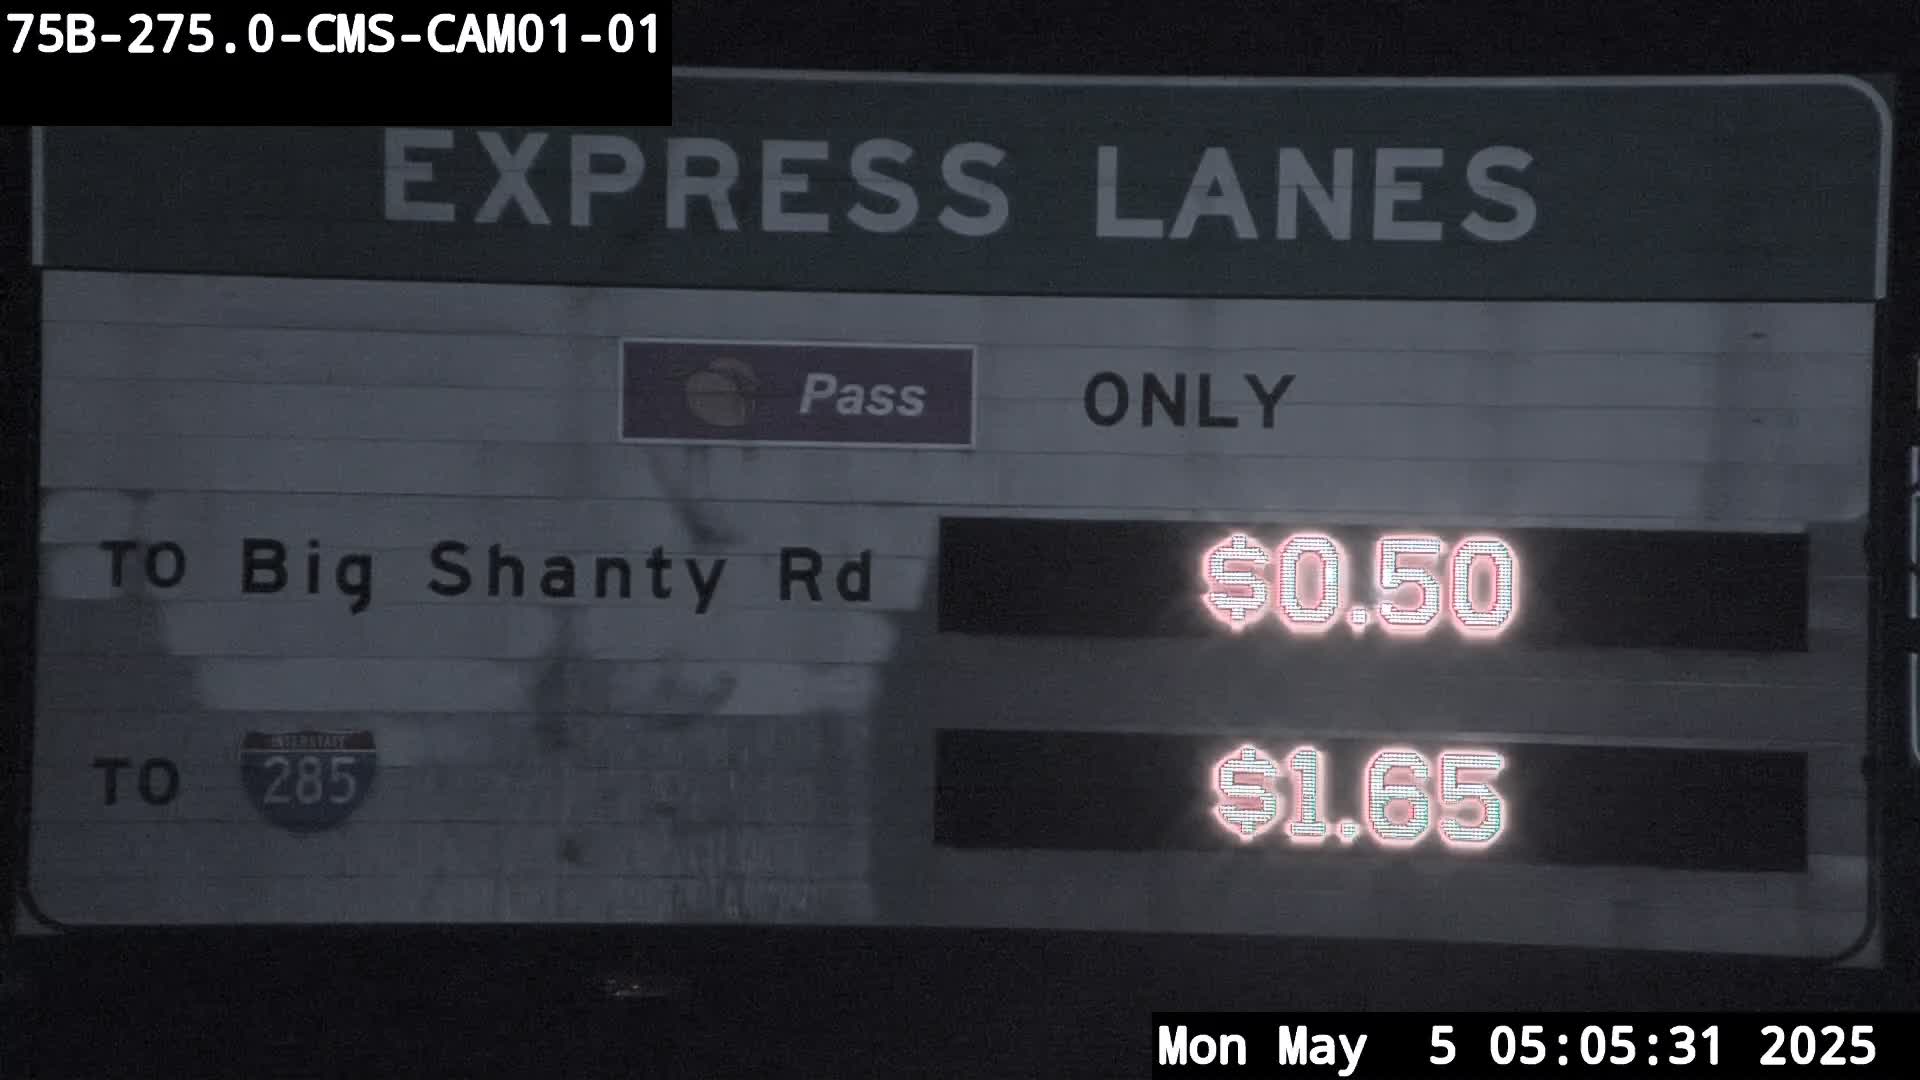 75B-275.0-CMS-CAM01-01
EXPRESS LANES
Pass ONLY
TO Big Shanty Rd $0.50
TO INTERSTATE 285 $1.65
Mon May 5 05:05:31 2025